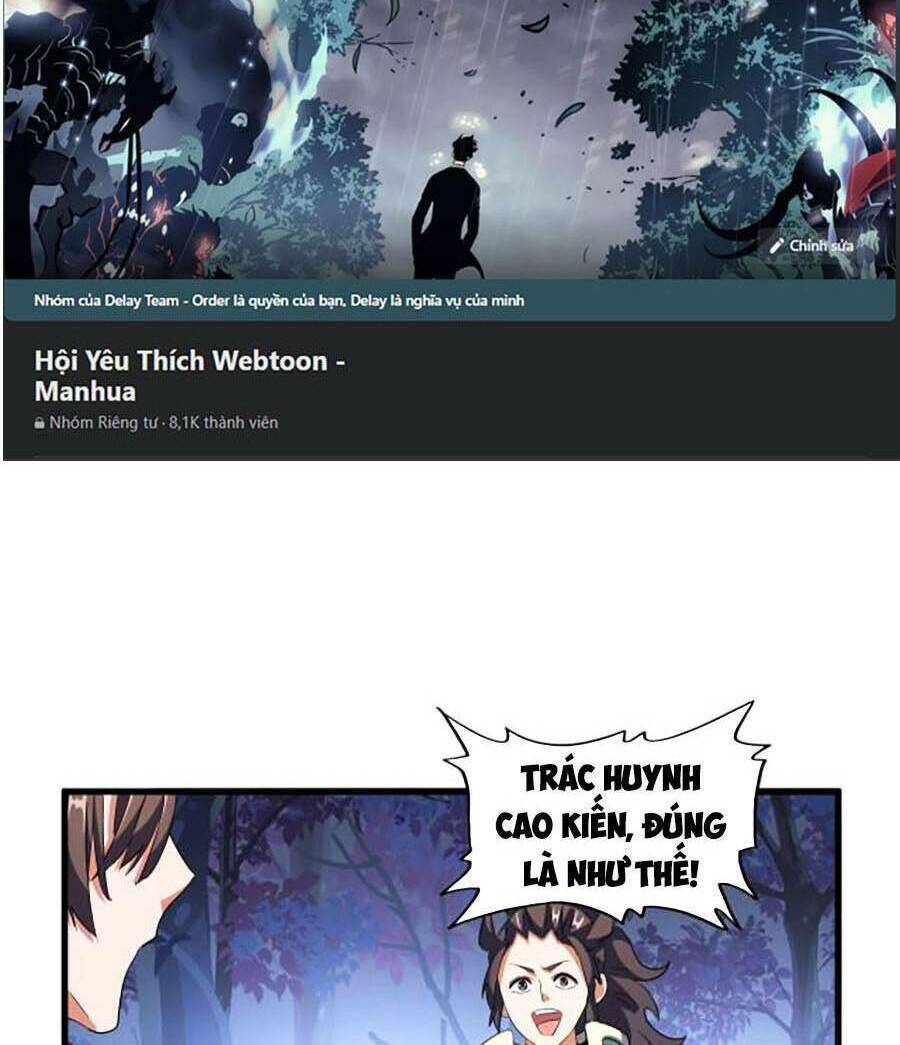 Chỉnh sửa
Nhóm của Delay Team - Order là quyền của bạn, Delay là nghĩa vụ của mình
Hội Yêu Thích Webtoon -
Manhua
Nhóm Riêng tư · 8,1K thành viên
TRÁC HUYNH
CAO KIẾN, ĐÚNG
LÀ NHƯ THẾ!